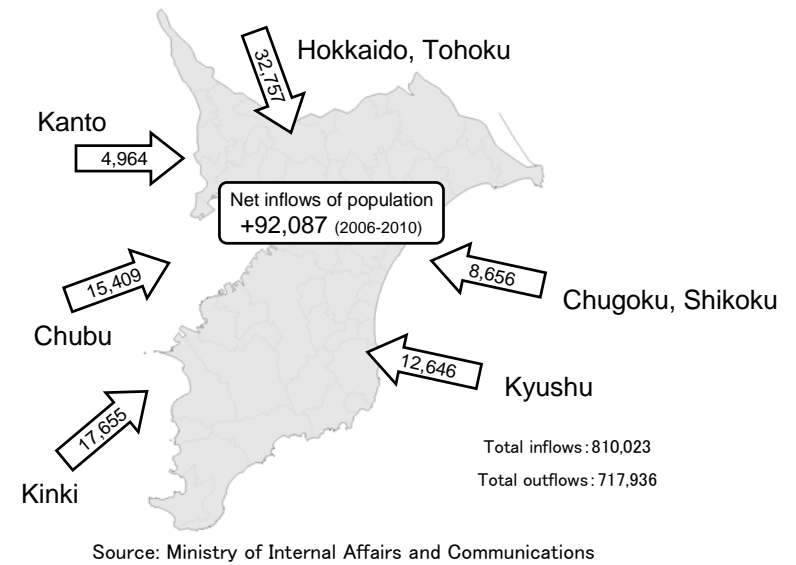 Hokkaido, Tohoku
32,757
Kanto
4,964
Net inflows of population
+92,087 (2006-2010)
15,409
Chubu
8,656
Chugoku, Shikoku
12,646
Kyushu
17,655
Kinki
Total inflows:810,023
Total outflows:717,936
Source: Ministry of Internal Affairs and Communications